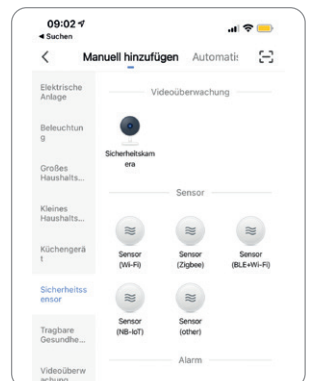 09:02
◀ Suchen
Manuell hinzufügen Automatis
Elektrische
Anlage
Beleuchtun
g
Großes
Haushalts...
Kleines
Haushalts...
Küchengerä
t
Sicherheitss
ensor
Tragbare
Gesundhe...
Videoüberw
achung
Videoüberwachung
Sicherheitskam
era
Sensor
Sensor
(Wi-Fi)
Sensor
(Zigbee)
Sensor
(BLE+Wi-Fi)
Sensor
(NB-IoT)
Sensor
(other)
Alarm